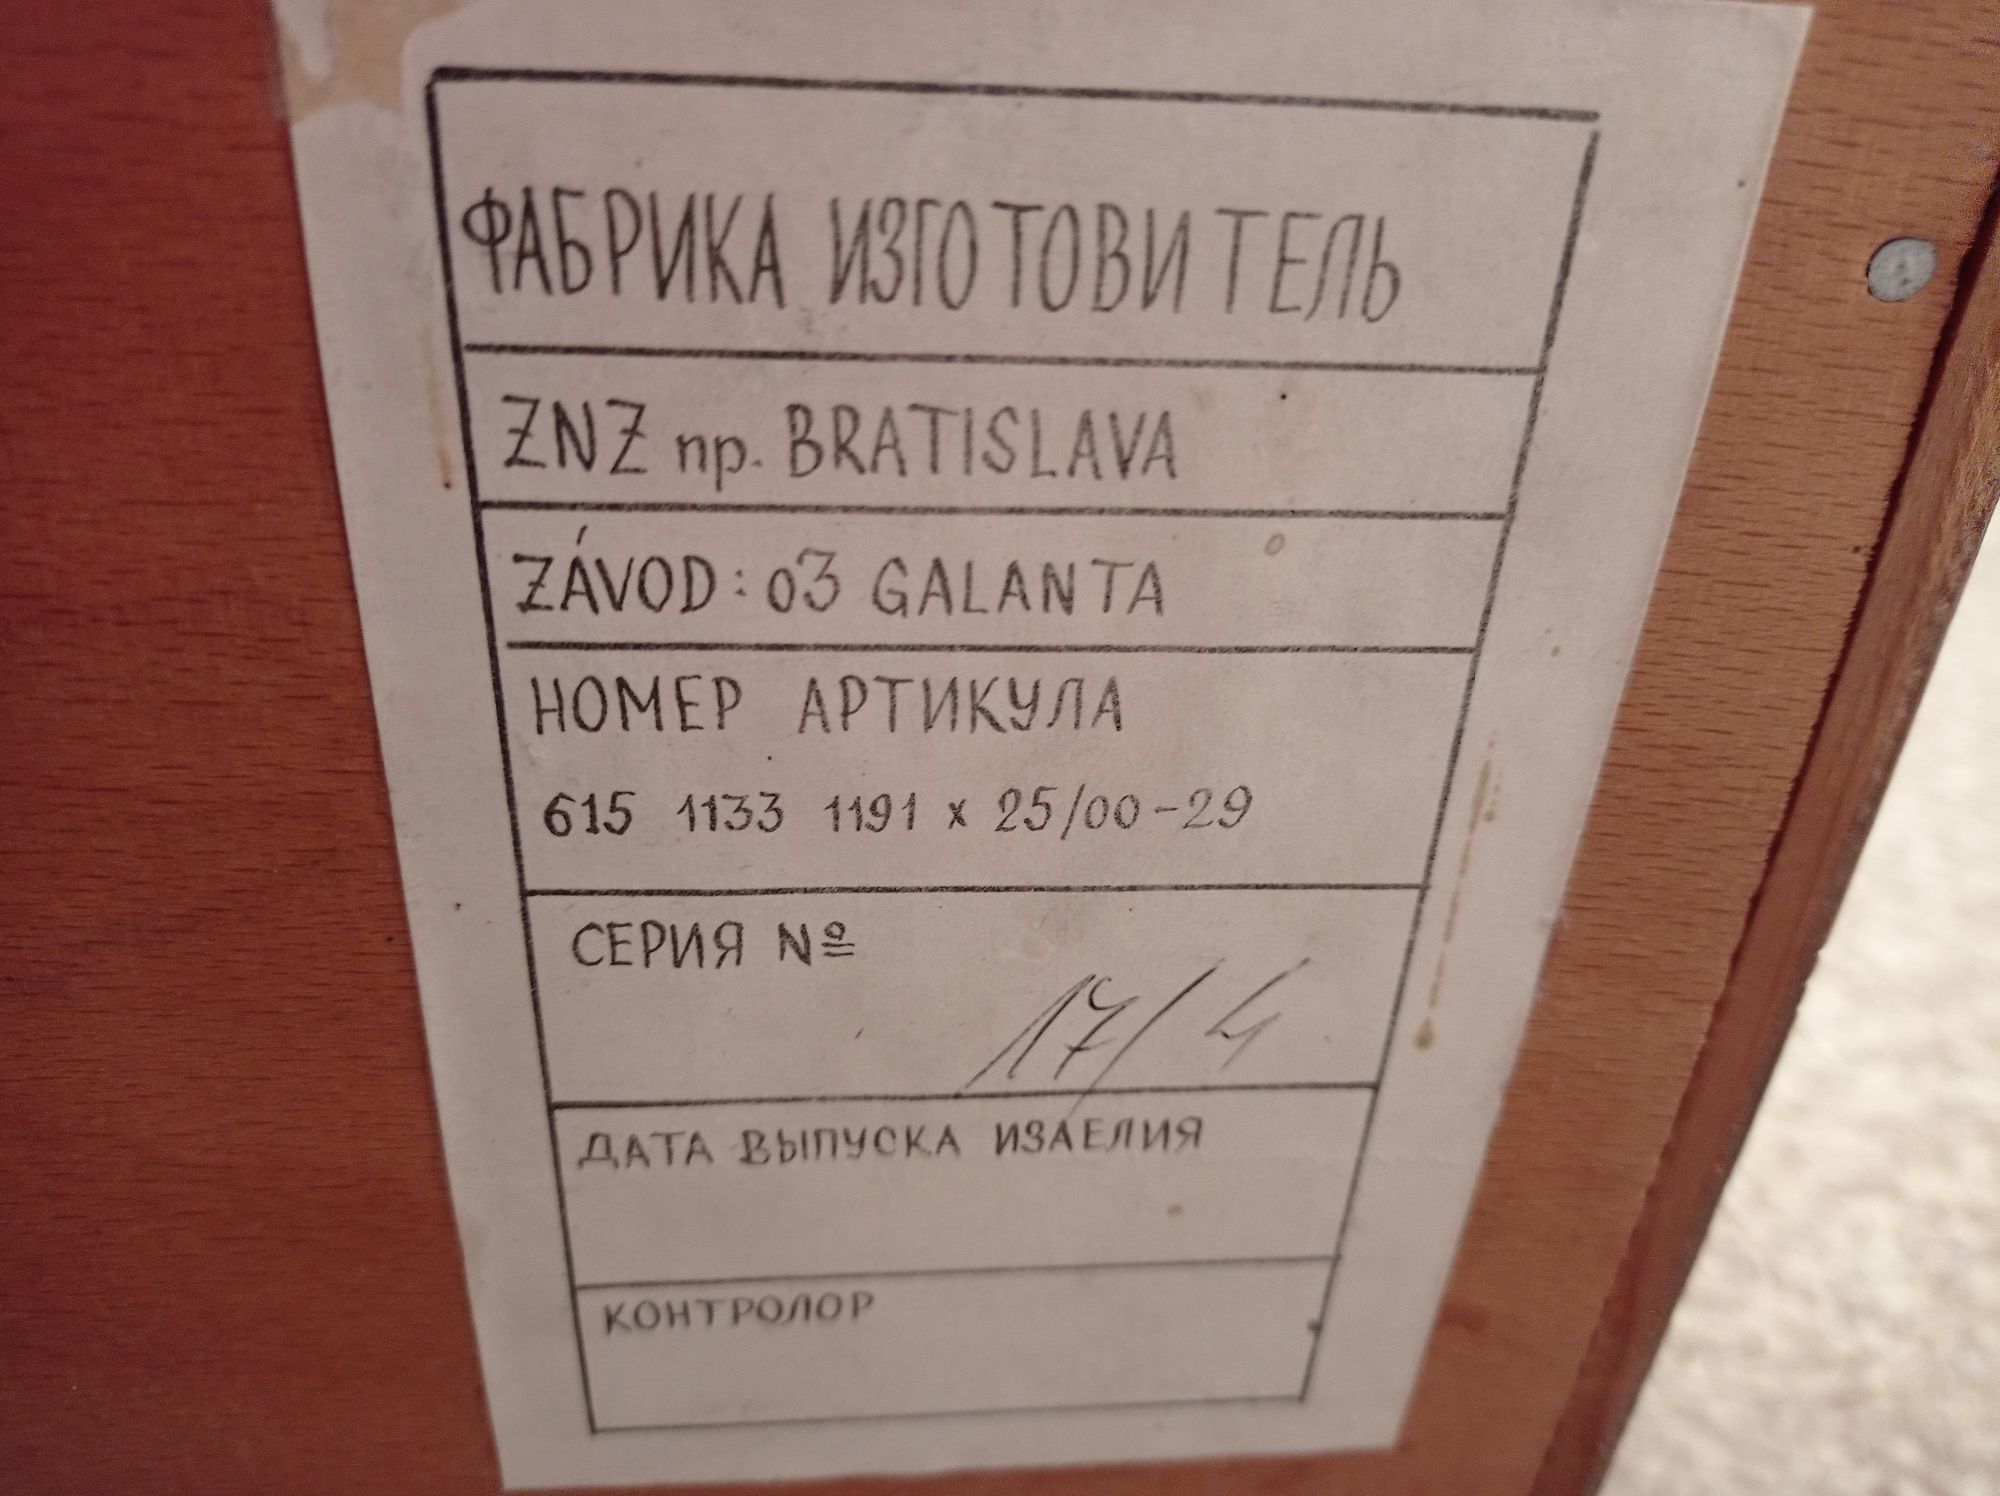 ФАБРИКА ИЗГОТОВИТЕЛЬ
ZNZ пр. BRATISLAVA
ZÁVOD: 03 GALANTA
НОМЕР АРТИКУЛА
615 1133 1191 x 25/00-29
СЕРИЯ №
17/4
ДАТА ВЫПУСКА ИЗАЕЛИЯ
КОНТРОЛОР